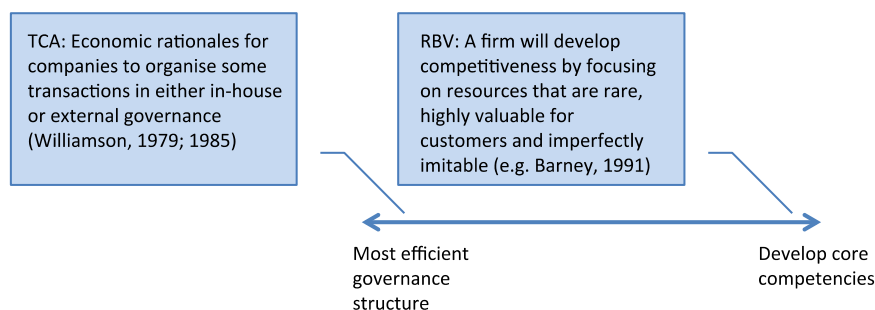 TCA: Economic rationales for
companies to organise some
transactions in either in-house
or external governance
(Williamson, 1979; 1985)
RBV: A firm will develop
competitiveness by focusing
on resources that are rare,
highly valuable for
customers and imperfectly
imitable (e.g. Barney, 1991)
Most efficient
governance
structure
Develop core
competencies